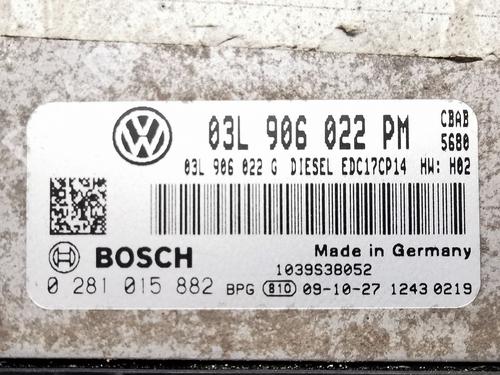 03L 906 022 PM CBAB
5680
03L 906 022 G DIESEL EDC17CP14 HW: H02
BOSCH Made in Germany
1039S38052
0 281 015 882 BPG 810 09-10-27 1243 0219